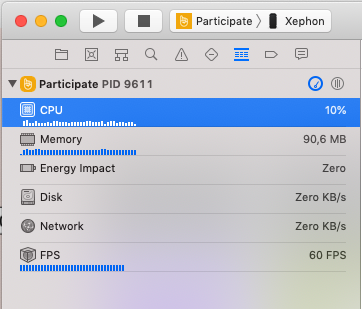 Participate Xephon
Participate PID 9611
CPU 10%
Memory 90,6 MB
Energy Impact Zero
Disk Zero KB/s
Network Zero KB/s
FPS 60 FPS